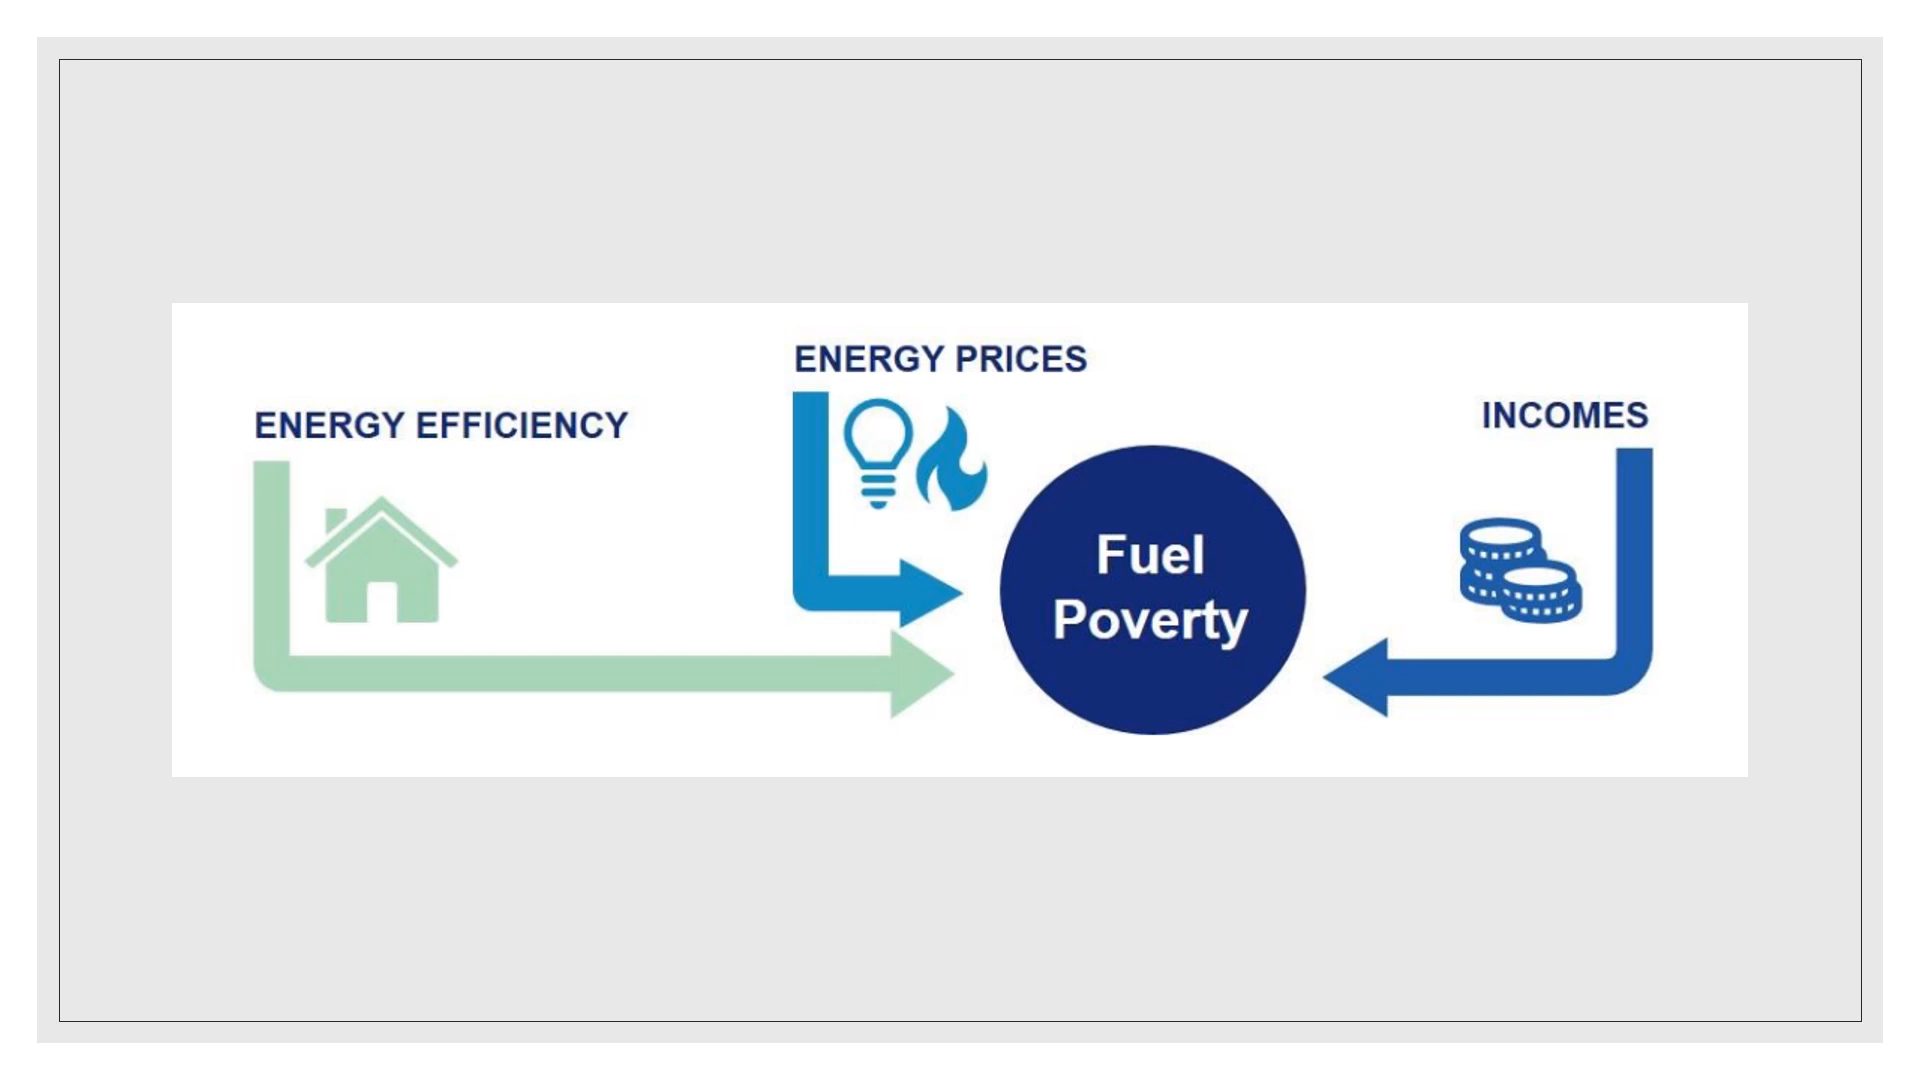 ENERGY PRICES
ENERGY EFFICIENCY
INCOMES
Fuel
Poverty